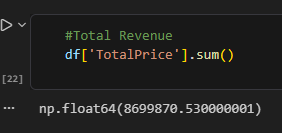 #Total Revenue
df['TotalPrice'].sum()
[22]
np.float64(8699870.530000001)